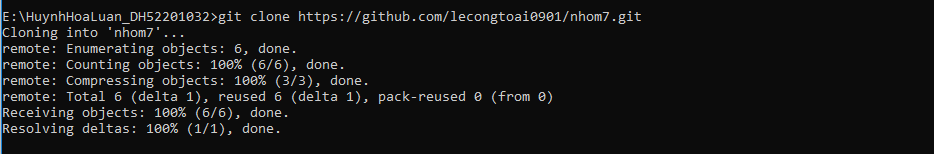 E:\HuynhHoaLuan_DH52201032>git clone https://github.com/lecongtoai0901/nhom7.git
Cloning into 'nhom7'...
remote: Enumerating objects: 6, done.
remote: Counting objects: 100% (6/6), done.
remote: Compressing objects: 100% (3/3), done.
remote: Total 6 (delta 1), reused 6 (delta 1), pack-reused 0 (from 0)
Receiving objects: 100% (6/6), done.
Resolving deltas: 100% (1/1), done.